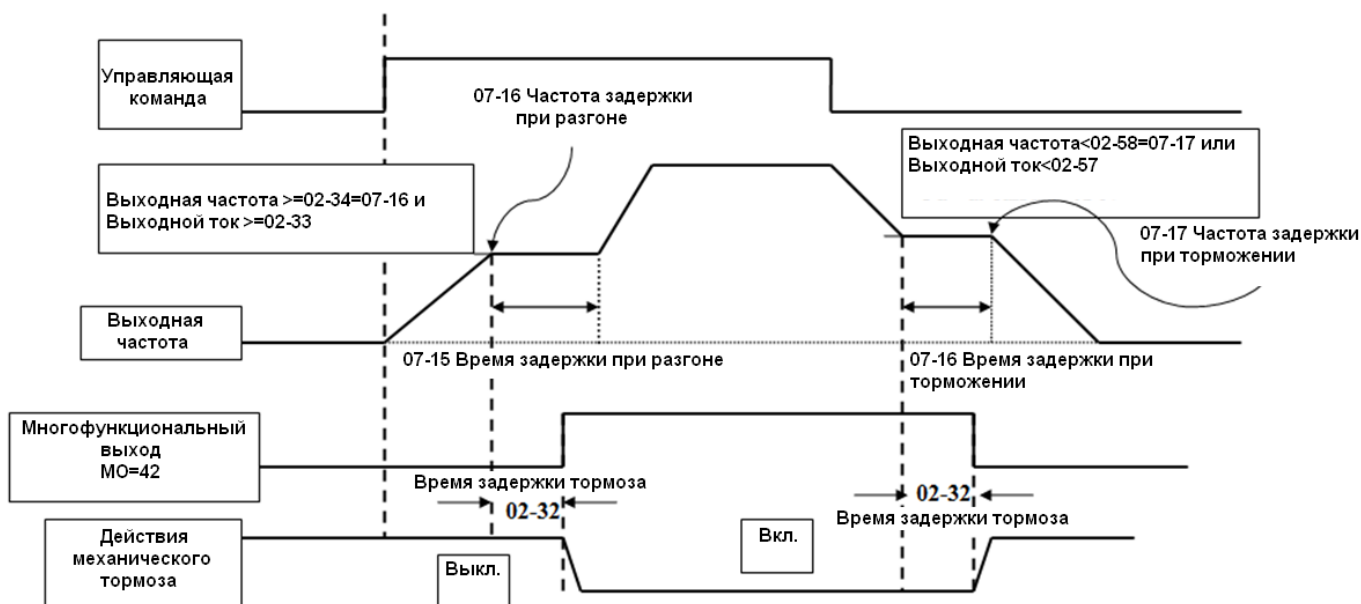 Управляющая
команда
07-16 Частота задержки
при разгоне
Выходная частота<02-58=07-17 или
Выходной ток<02-57
Выходная частота >=02-34=07-16 и
Выходной ток >=02-33
07-17 Частота задержки
при торможении
Выходная
частота
07-15 Время задержки при разгоне
07-16 Время задержки при
торможении
Многофункциональный
выход
МО=42
Время задержки тормоза
02-32
02-32
Время задержки тормоза
Действия
механического
тормоза
Выкл.
Вкл.